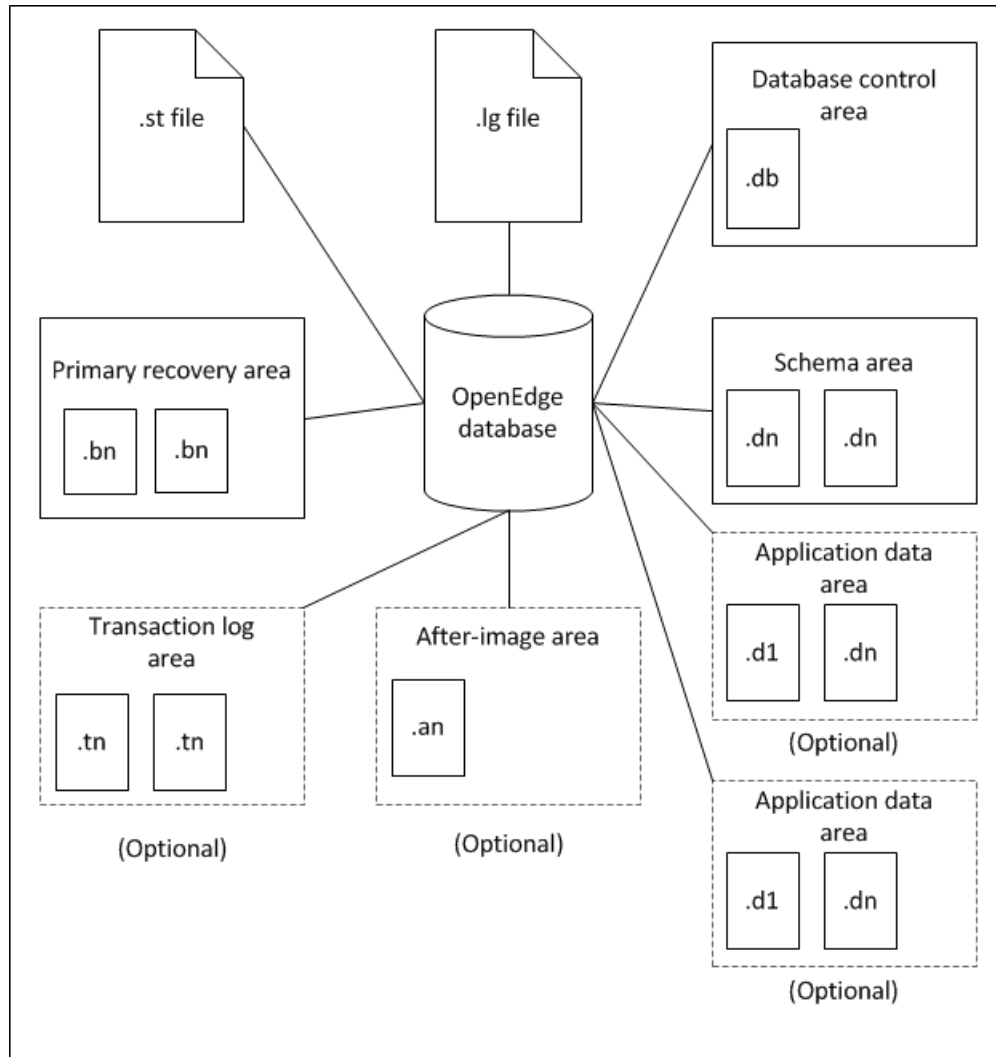 .st file
.lg file
Database control
area
.db
Primary recovery area
.bn
.bn
OpenEdge
database
Schema area
.dn
.dn
Application data
area
.d1
.dn
(Optional)
Transaction log
area
.tn
.tn
(Optional)
After-image area
.an
(Optional)
Application data
area
.d1
.dn
(Optional)